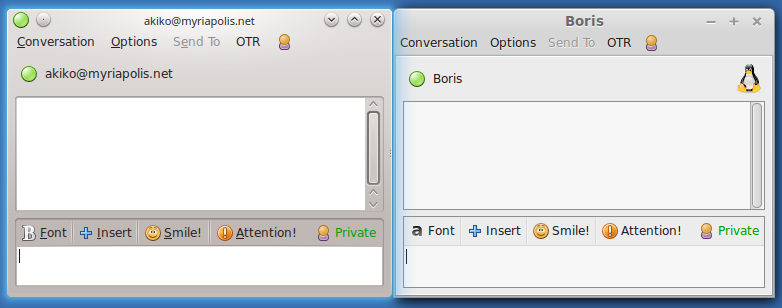 akiko@myriapolis.net
Conversation Options Send To OTR
akiko@myriapolis.net
B Font Insert Smile! Attention! Private
Boris
Conversation Options Send To OTR
Boris
a Font Insert Smile! Attention! Private